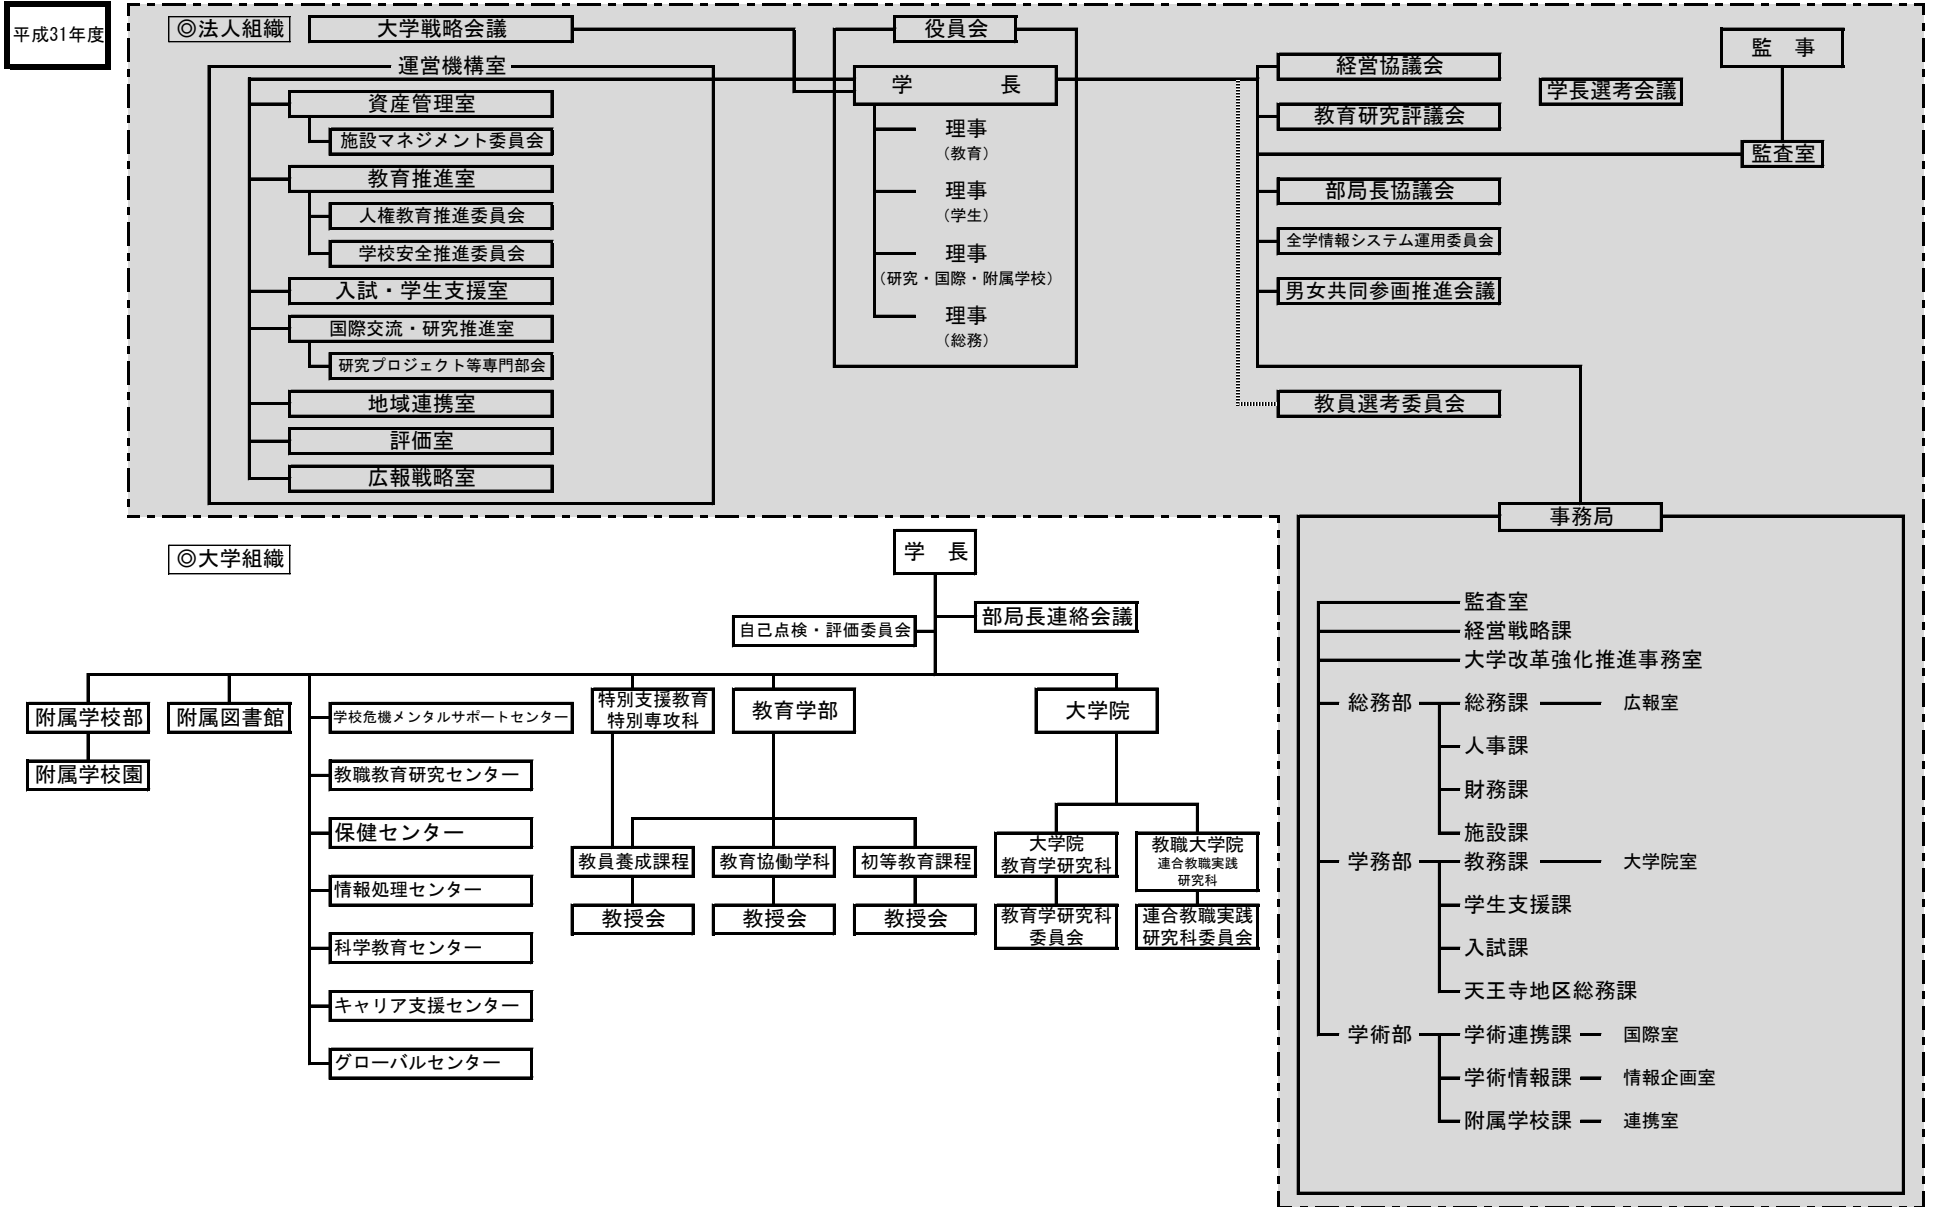 平成31年度
◎法人組織
大学戦略会議
役員会
監　事
運営機構室
学　　　　長
経営協議会
学長選考会議
資産管理室
教育研究評議会
施設マネジメント委員会
理事
（教育）
監査室
教育推進室
理事
（学生）
部局長協議会
人権教育推進委員会
学校安全推進委員会
理事
（研究・国際・附属学校）
全学情報システム運用委員会
入試・学生支援室
男女共同参画推進会議
国際交流・研究推進室
理事
（総務）
研究プロジェクト等専門部会
地域連携室
教員選考委員会
評価室
広報戦略室
事務局
監査室
経営戦略課
大学改革強化推進事務室
総務部
総務課
広報室
人事課
財務課
施設課
学務部
教務課
大学院室
学生支援課
入試課
天王寺地区総務課
学術部
学術連携課
国際室
学術情報課
情報企画室
附属学校課
連携室
◎大学組織
学　長
部局長連絡会議
自己点検・評価委員会
附属学校部
附属学校園
附属図書館
学校危機メンタルサポートセンター
教職教育研究センター
保健センター
情報処理センター
科学教育センター
キャリア支援センター
グローバルセンター
特別支援教育
特別専攻科
教育学部
大学院
教員養成課程
教育協働学科
初等教育課程
教授会
教授会
教授会
大学院
教育学研究科
教職大学院
連合教職実践
研究科
教育学研究科
委員会
連合教職実践
研究科委員会